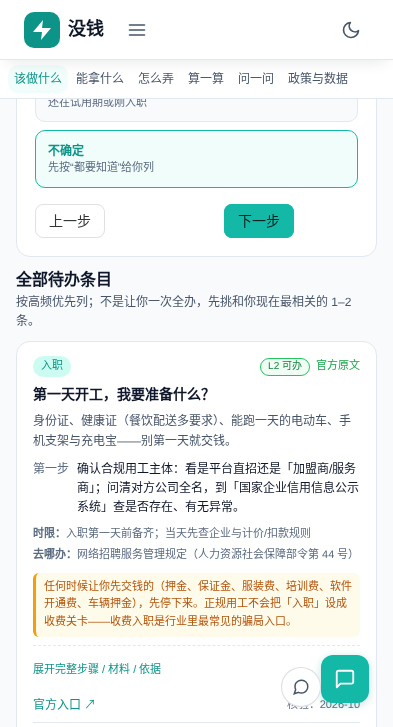 没钱
该做什么 能拿什么 怎么弄 算一算 问一问 政策与数据
还在试用期或刚入职
不确定
先按“都要知道”给你列
上一步 下一步
全部待办条目
按高频优先列；不是让你一次全办，先挑和你现在最相关的 1–2
条。
入职 L2 可办 官方原文
第一天开工，我要准备什么？
身份证、健康证（餐饮配送多要求）、能跑一天的电动车、手
机支架与充电宝——别第一天就交钱。
第一步 确认合规用工主体：看是平台直招还是「加盟商/服务
商」；问清对方公司全名，到「国家企业信用信息公示
系统」查是否存在、有无异常。
时限：入职第一天前备齐；当天先查企业与计价/扣款规则
去哪办：网络招聘服务管理规定（人力资源社会保障部令第 44 号）
任何时候让你先交钱的（押金、保证金、服装费、培训费、软件
开通费、车辆押金），先停下来。正规用工不会把「入职」设成
收费关卡——收费入职是行业里最常见的骗局入口。
展开完整步骤 / 材料 / 依据
官方入口 ↗ 核验：2026-10